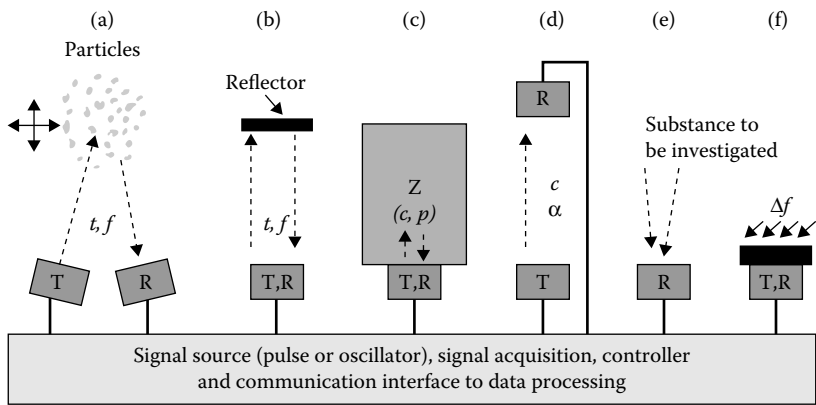 (a)
(b)
(c)
(d)
(e)
(f)
Particles
t, f
T
R
Reflector
t, f
T,R
Z
(c, p)
T,R
R
c
α
T
Substance to
be investigated
R
Δf
T,R
Signal source (pulse or oscillator), signal acquisition, controller
and communication interface to data processing